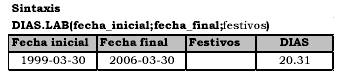 Sintaxis
DIAS.LAB(fecha_inicial;fecha_final;festivos)
Fecha inicial Fecha final Festivos DIAS
1999-03-30 2006-03-30 20.31